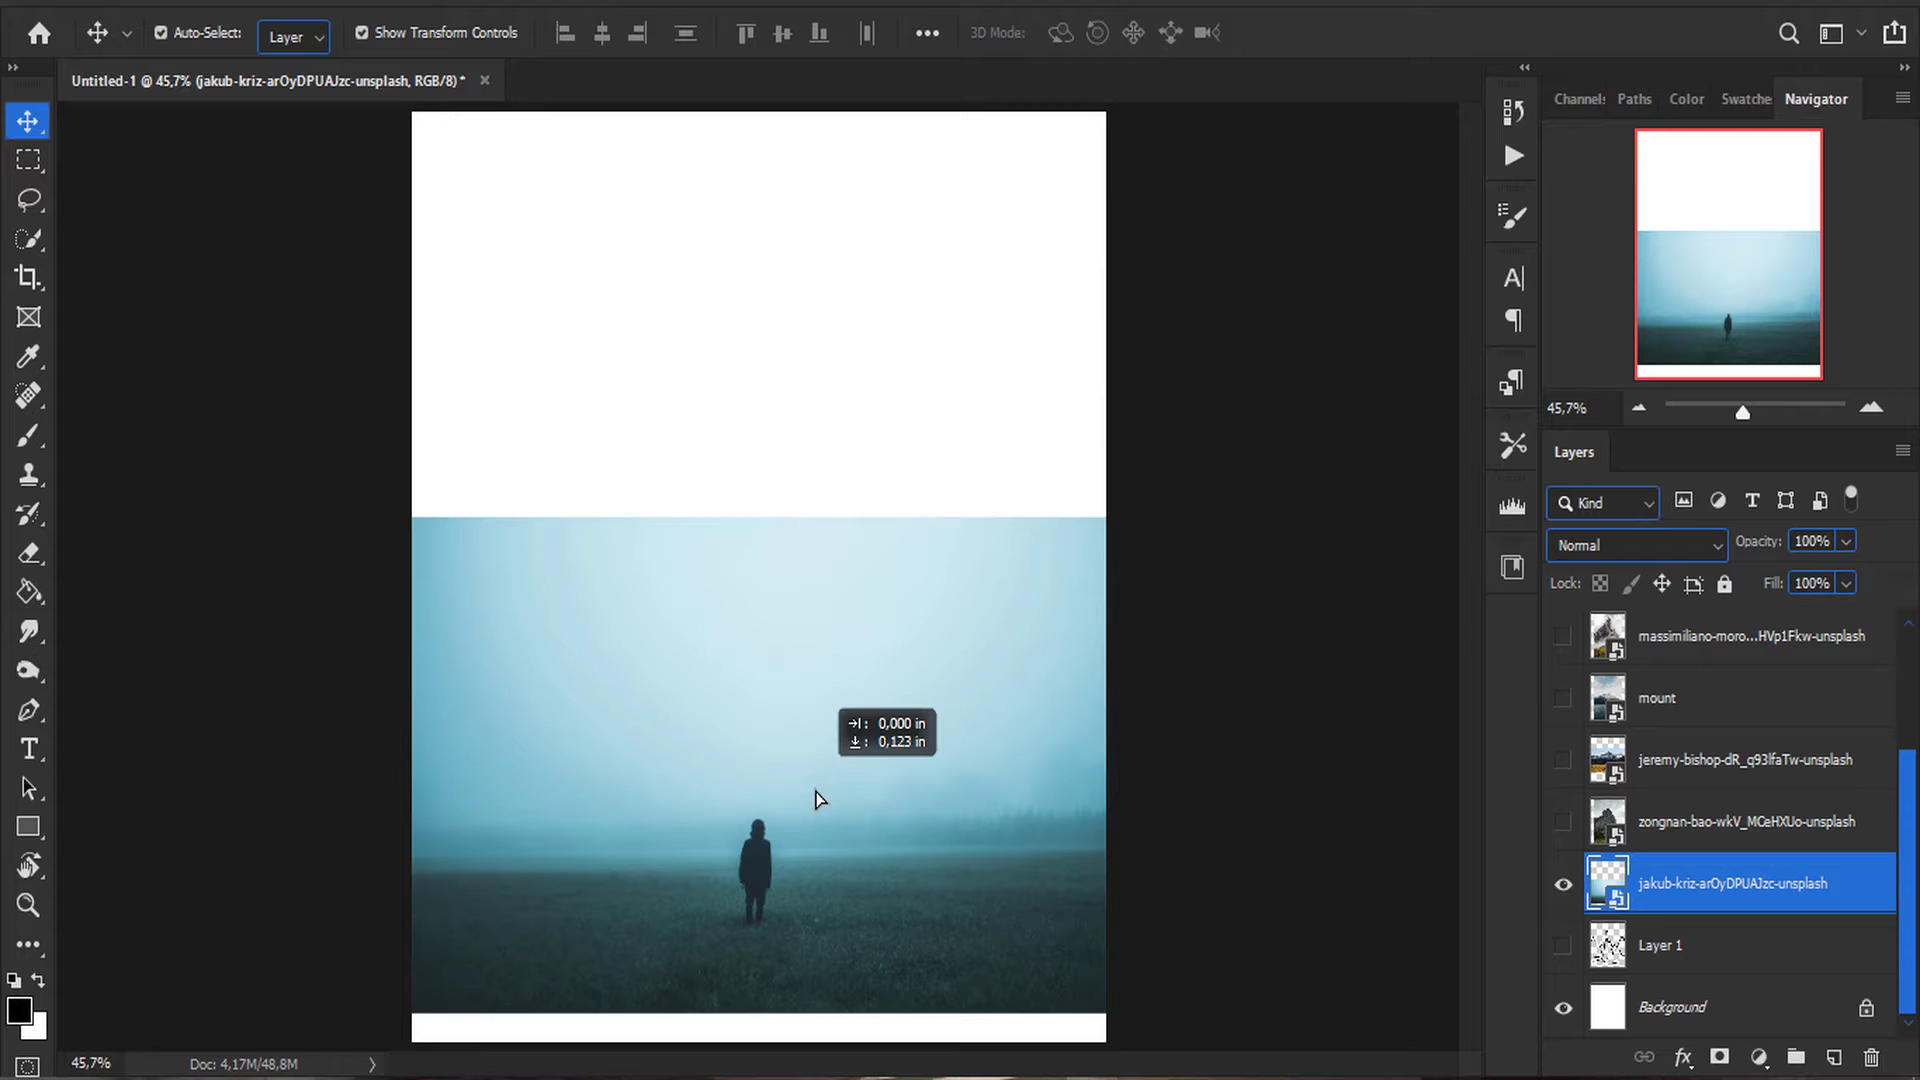 Auto-Select:
Layer
Show Transform Controls
3D Mode:
Untitled-1 @ 45,7% (jakub-kriz-arOyDPUAJzc-unsplash, RGB/8) *
Channel:
Paths
Color
Swatche
Navigator
45,7%
Layers
Kind
Normal
Opacity:
100%
Lock:
Fill:
100%
0,000 in
0,123 in
massimiliano-moro...HVp1Fkw-unsplash
mount
jeremy-bishop-dR_q93lfaTw-unsplash
zongnan-bao-wkV_MCeHXUo-unsplash
jakub-kriz-arOyDPUAJzc-unsplash
Layer 1
Background
45,7%
Doc: 4,17M/48,8M